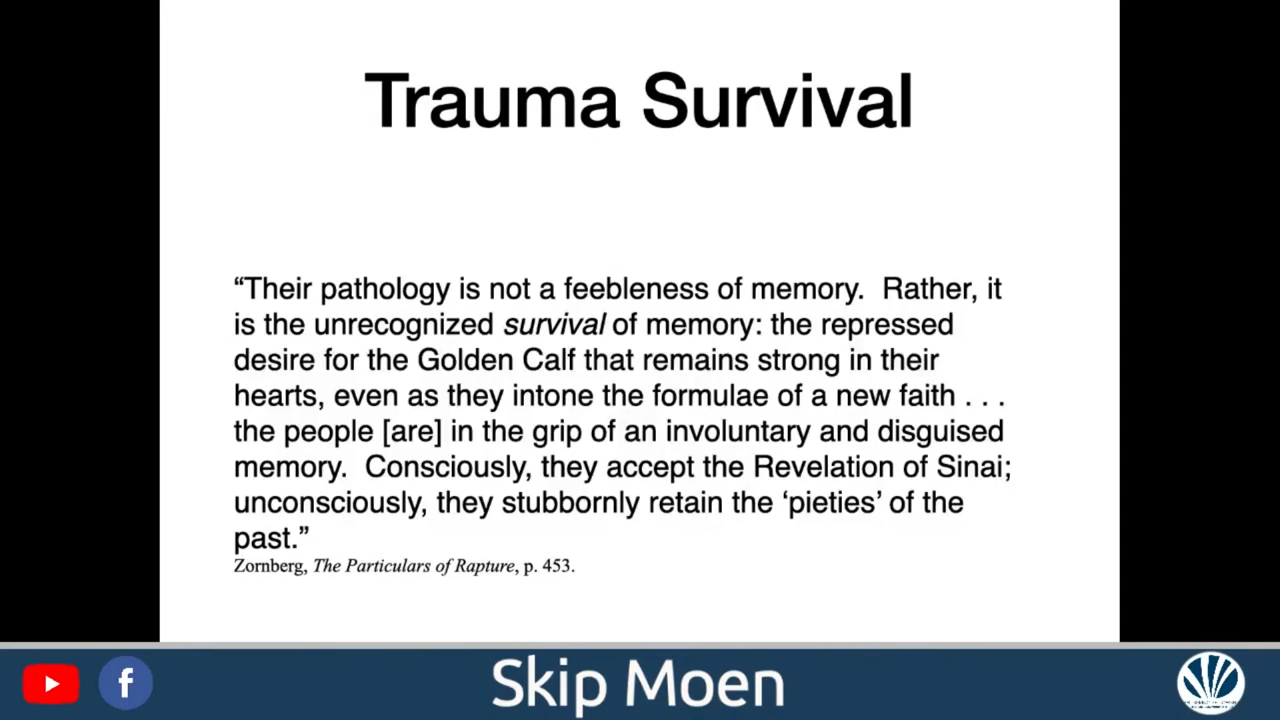 Trauma Survival
“Their pathology is not a feebleness of memory.  Rather, it
is the unrecognized survival of memory: the repressed
desire for the Golden Calf that remains strong in their
hearts, even as they intone the formulae of a new faith . . .
the people [are] in the grip of an involuntary and disguised
memory.  Consciously, they accept the Revelation of Sinai;
unconsciously, they stubbornly retain the ‘pieties’ of the
past.”
Zornberg, The Particulars of Rapture, p. 453.
f
Skip Moen